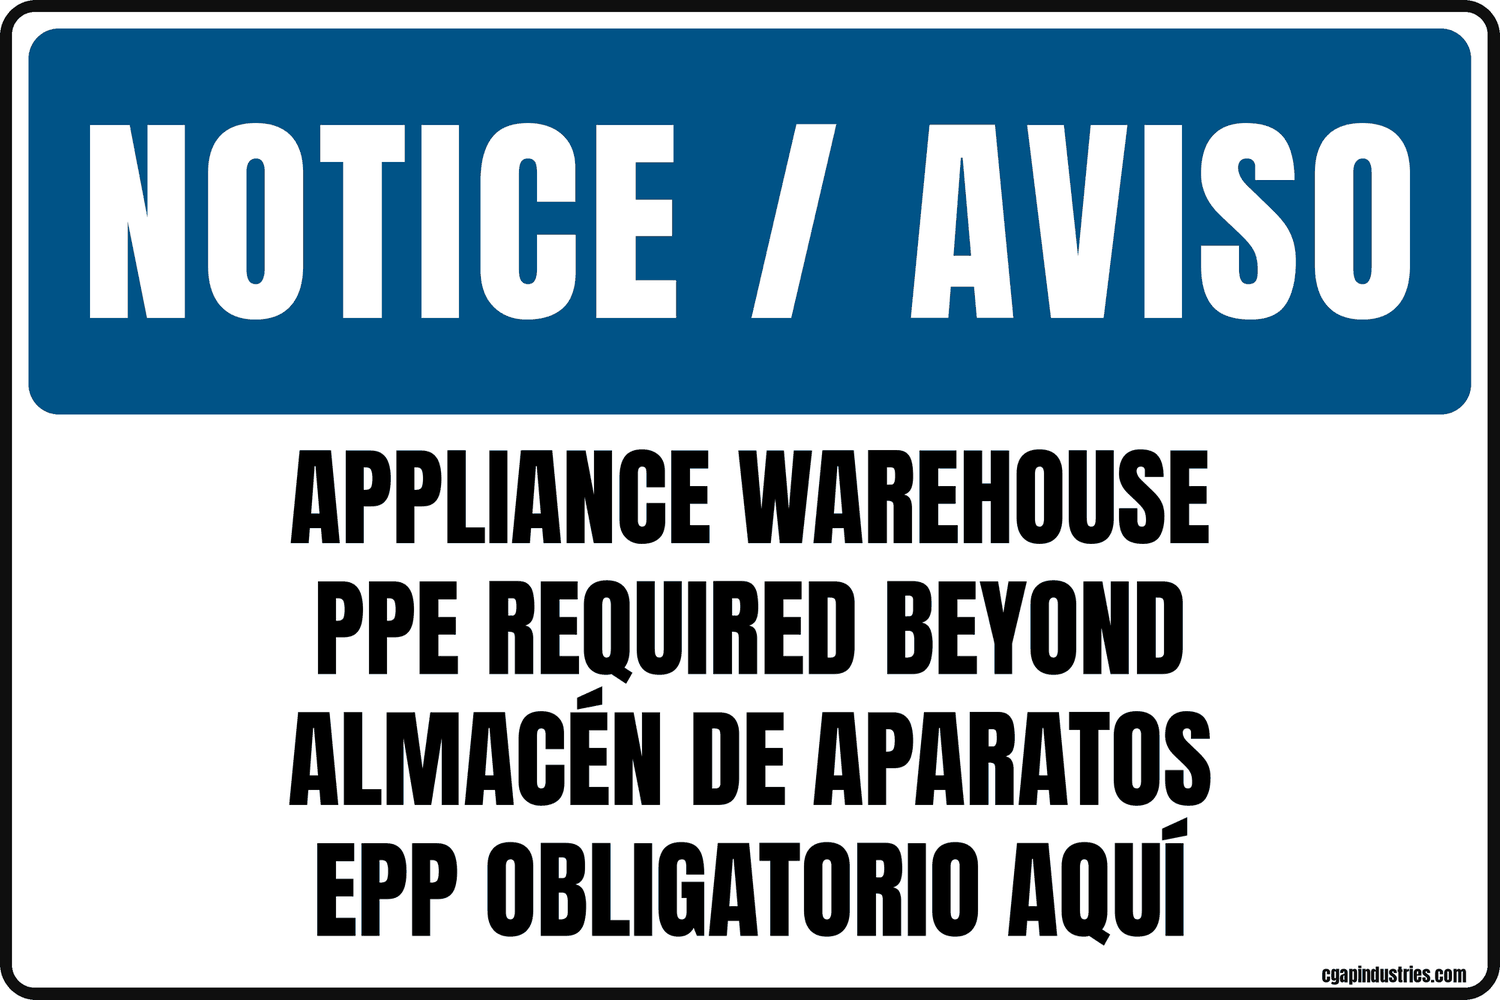 NOTICE / AVISO
APPLIANCE WAREHOUSE
PPE REQUIRED BEYOND
ALMACÉN DE APARATOS
EPP OBLIGATORIO AQUÍ
cgapindustries.com